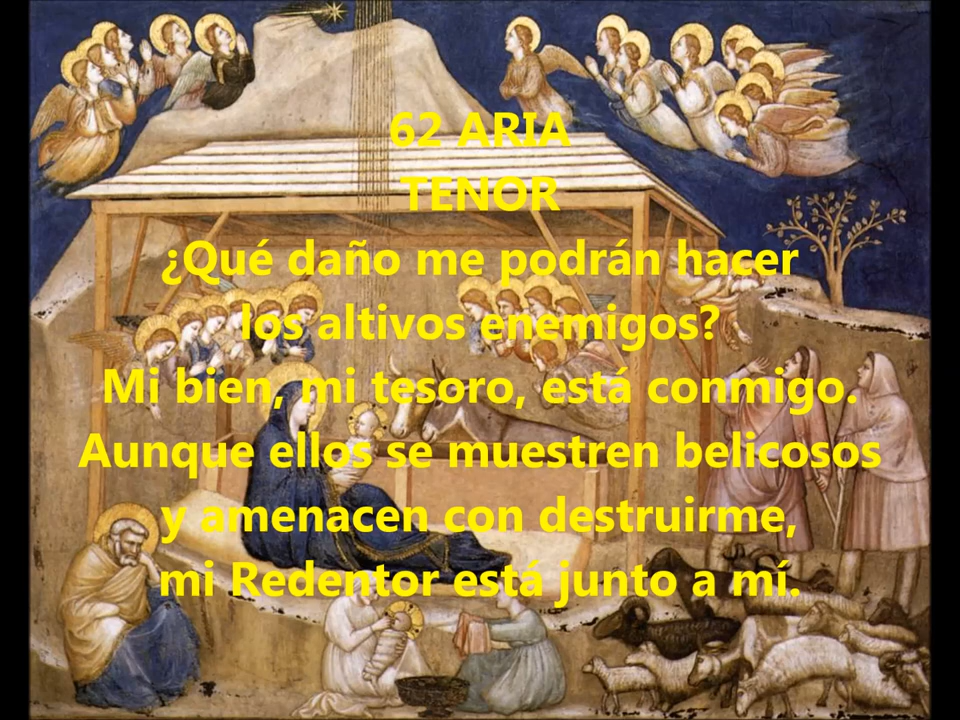 62 ARIA
TENOR
¿Qué daño me podrán hacer
los altivos enemigos?
Mi bien, mi tesoro, está conmigo.
Aunque ellos se muestren belicosos
y amenacen con destruirme,
mi Redentor está junto a mí.